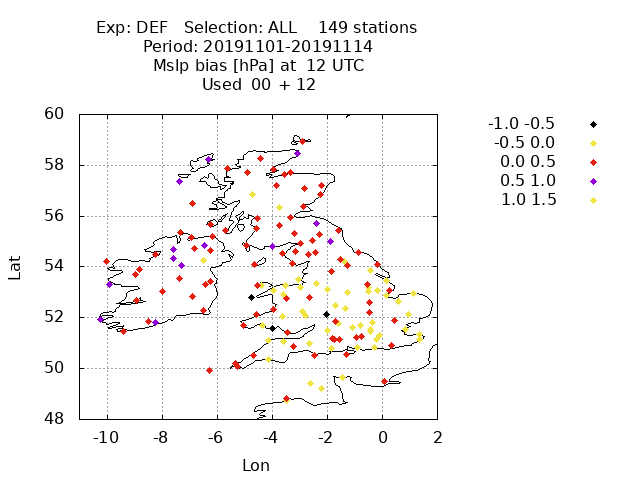 Exp: DEF Selection: ALL 149 stations
Period: 20191101-20191114
Mslp bias [hPa] at 12 UTC
Used 00 + 12
-1.0 -0.5
-0.5 0.0
0.0 0.5
0.5 1.0
1.0 1.5
60
58
56
54
52
50
48
Lat
-10 -8 -6 -4 -2 0 2
Lon